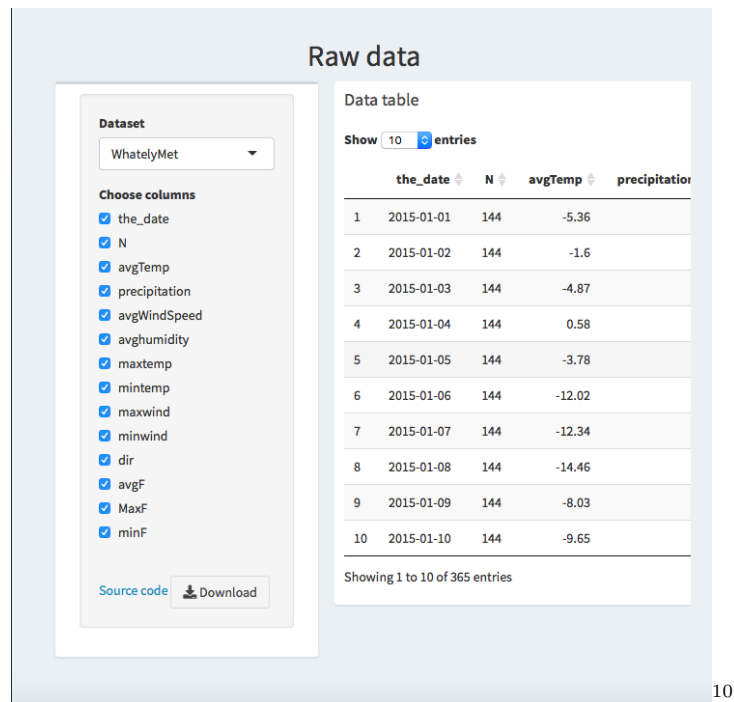 Raw data
Dataset
WhatelyMet
Choose columns
the_date
N
avgTemp
precipitation
avgWindSpeed
avghumidity
maxtemp
mintemp
maxwind
minwind
dir
avgF
MaxF
minF
Source code Download
Data table
Show 10 entries
the_date N avgTemp precipitation
1 2015-01-01 144 -5.36
2 2015-01-02 144 -1.6
3 2015-01-03 144 -4.87
4 2015-01-04 144 0.58
5 2015-01-05 144 -3.78
6 2015-01-06 144 -12.02
7 2015-01-07 144 -12.34
8 2015-01-08 144 -14.46
9 2015-01-09 144 -8.03
10 2015-01-10 144 -9.65
Showing 1 to 10 of 365 entries
10